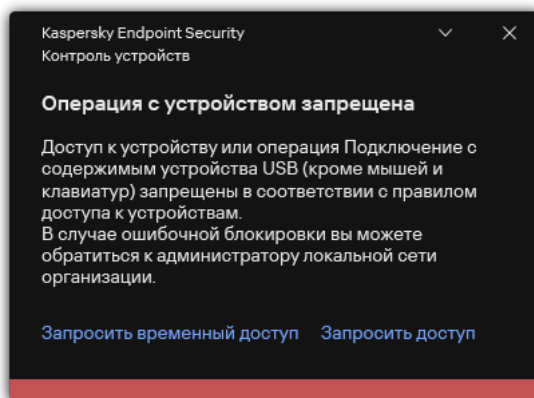 Kaspersky Endpoint Security
Контроль устройств
Операция с устройством запрещена
Доступ к устройству или операция Подключение с
содержимым устройства USB (кроме мышей и
клавиатур) запрещены в соответствии с правилом
доступа к устройствам.
В случае ошибочной блокировки вы можете
обратиться к администратору локальной сети
организации.
Запросить временный доступ Запросить доступ